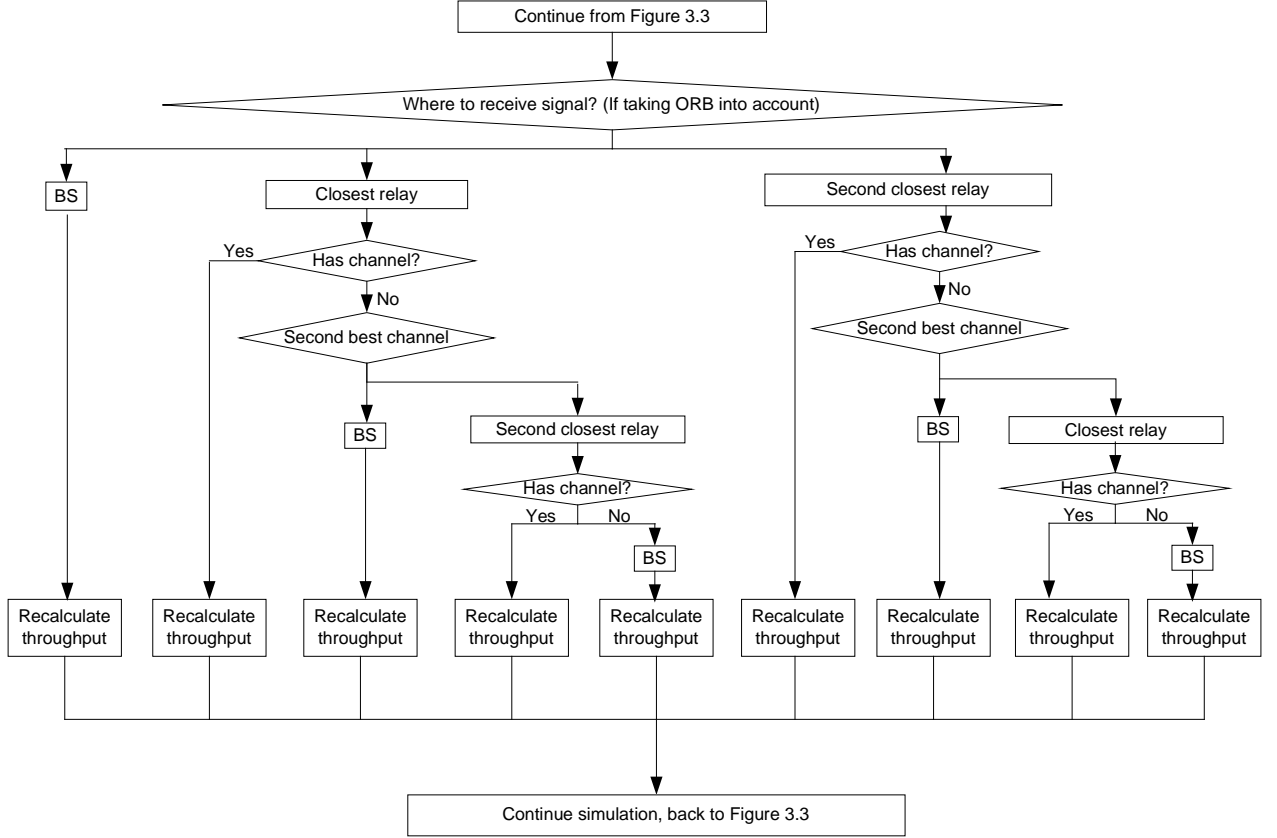 Continue from Figure 3.3
Where to receive signal? (If taking ORB into account)
BS
Closest relay
Second closest relay
Yes
Has channel?
No
Yes
Has channel?
No
Second best channel
Second best channel
BS
Second closest relay
BS
Closest relay
Has channel?
Yes
No
Has channel?
Yes
No
BS
BS
Recalculate
throughput
Recalculate
throughput
Recalculate
throughput
Recalculate
throughput
Recalculate
throughput
Recalculate
throughput
Recalculate
throughput
Recalculate
throughput
Recalculate
throughput
Continue simulation, back to Figure 3.3